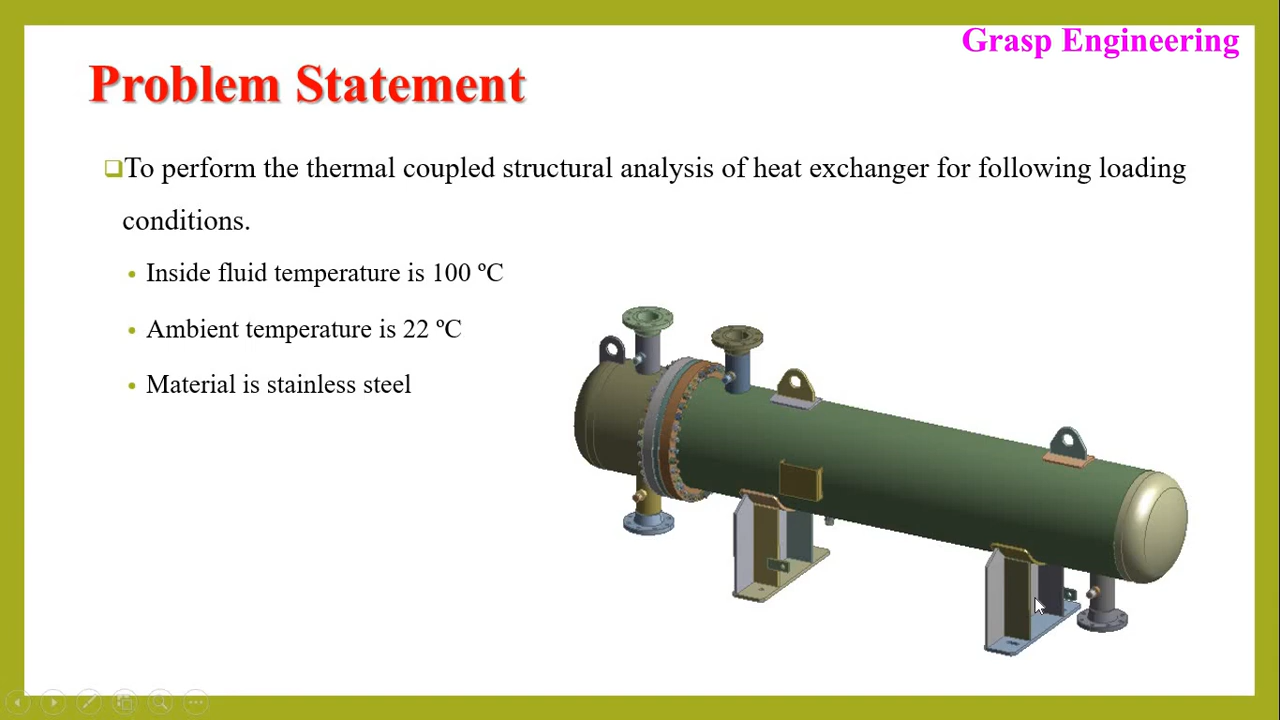 Grasp Engineering
Problem Statement
To perform the thermal coupled structural analysis of heat exchanger for following loading
conditions.
• Inside fluid temperature is 100 ºC
• Ambient temperature is 22 ºC
• Material is stainless steel